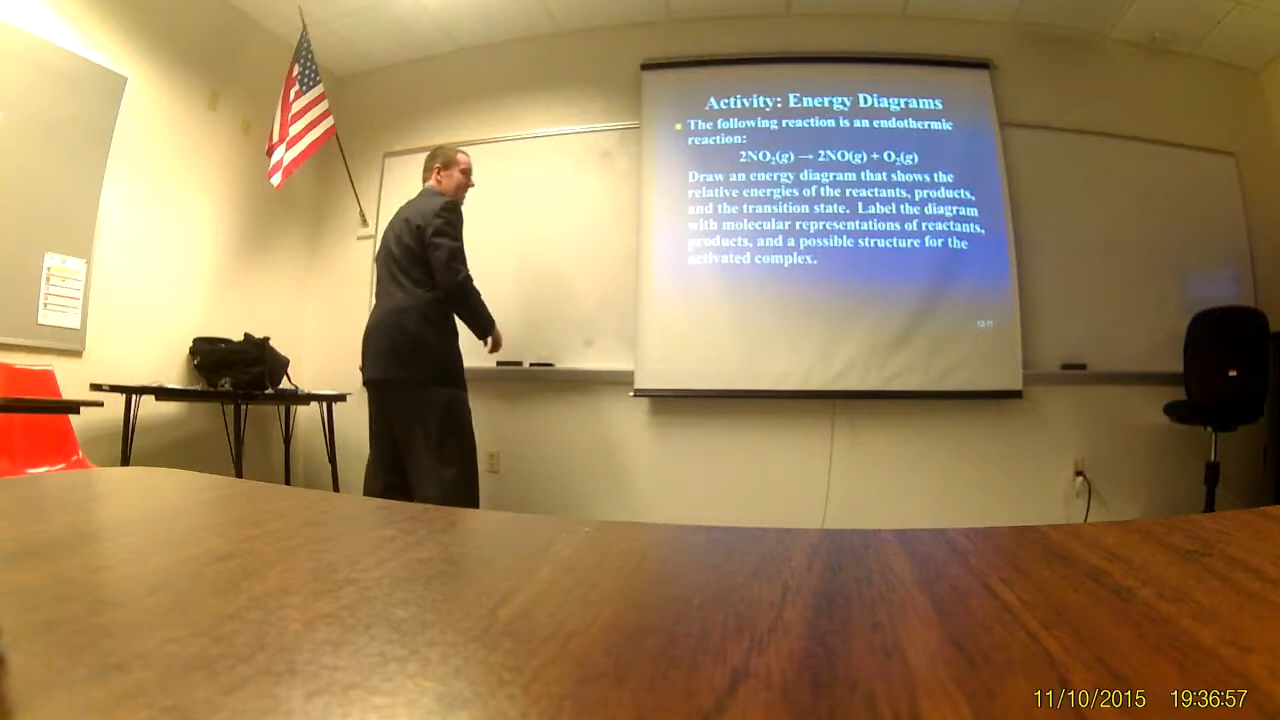 Activity: Energy Diagrams
The following reaction is an endothermic
reaction:
2NO₂(g) → 2NO(g) + O₂(g)
Draw an energy diagram that shows the
relative energies of the reactants, products,
and the transition state. Label the diagram
with molecular representations of reactants,
products, and a possible structure for the
activated complex.
11/10/2015 19:36:57